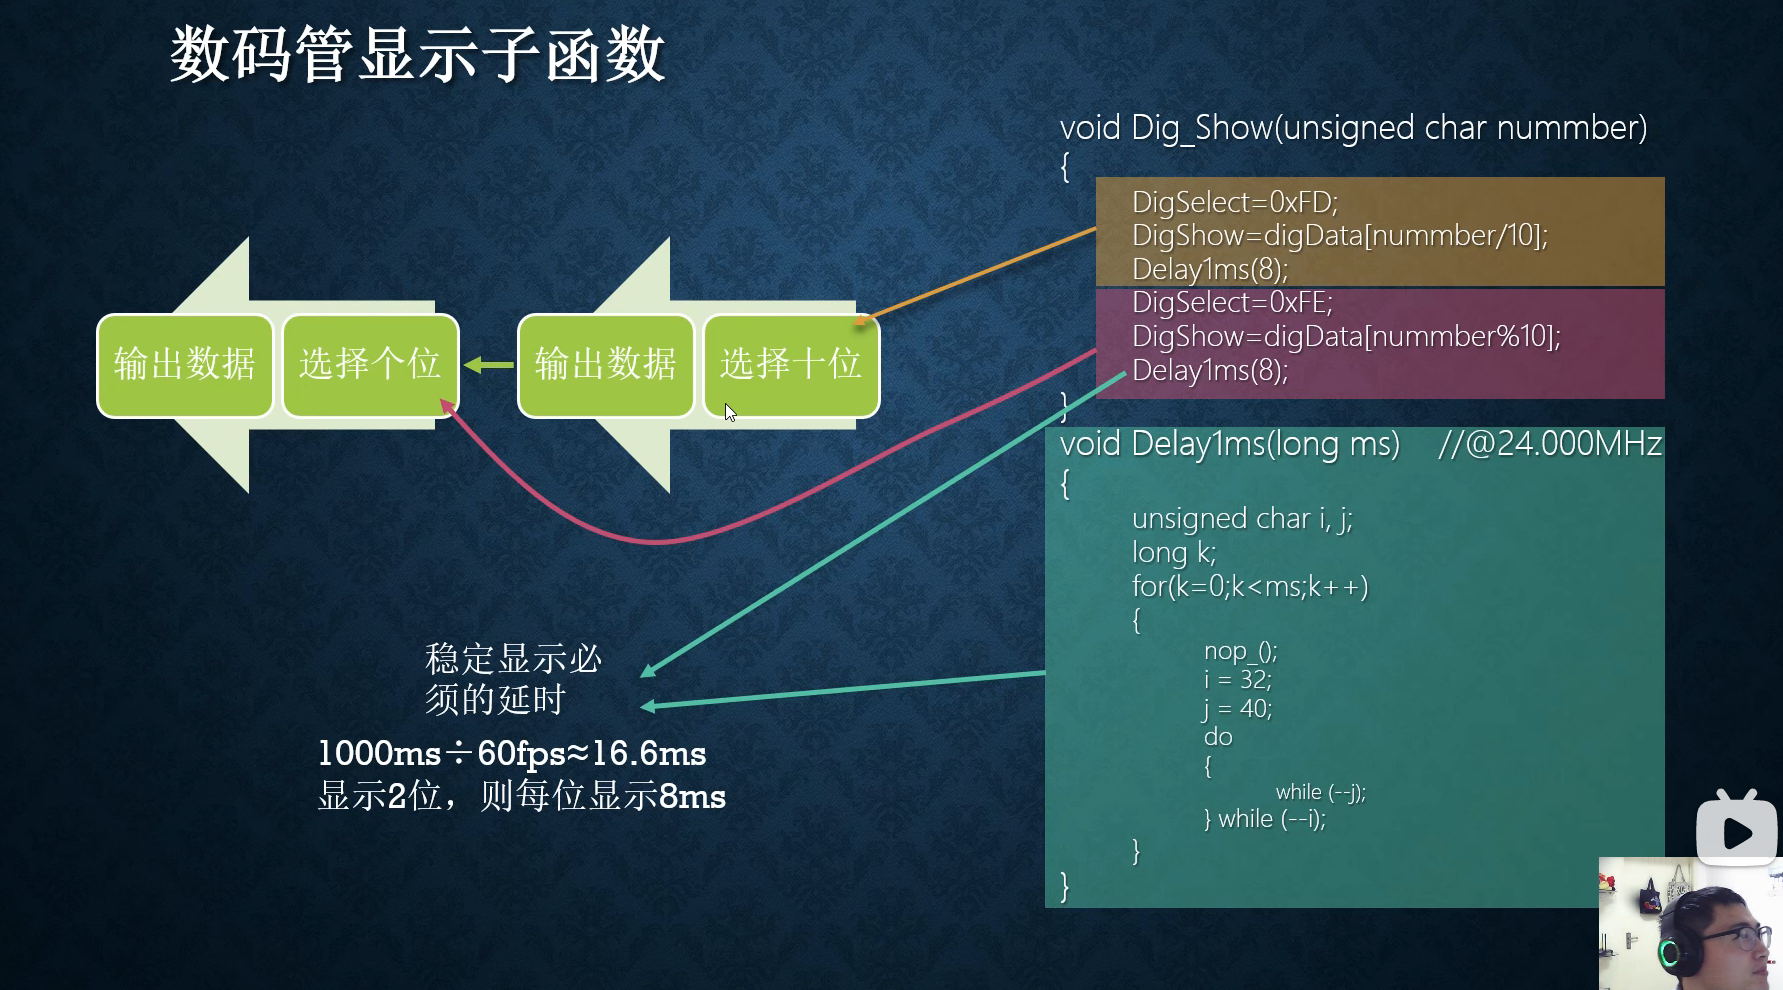 数码管显示子函数
输出数据
选择个位
输出数据
选择十位
稳定显示必
须的延时
1000ms÷60fps≈16.6ms
显示2位，则每位显示8ms
void Dig_Show(unsigned char nummber)
{
DigSelect=0xFD;
DigShow=digData[nummber/10];
Delay1ms(8);
DigSelect=0xFE;
DigShow=digData[nummber%10];
Delay1ms(8);
}
void Delay1ms(long ms) //@24.000MHz
{
unsigned char i, j;
long k;
for(k=0;k<ms;k++)
{
nop_();
i = 32;
j = 40;
do
{
while (--j);
} while (--i);
}
}